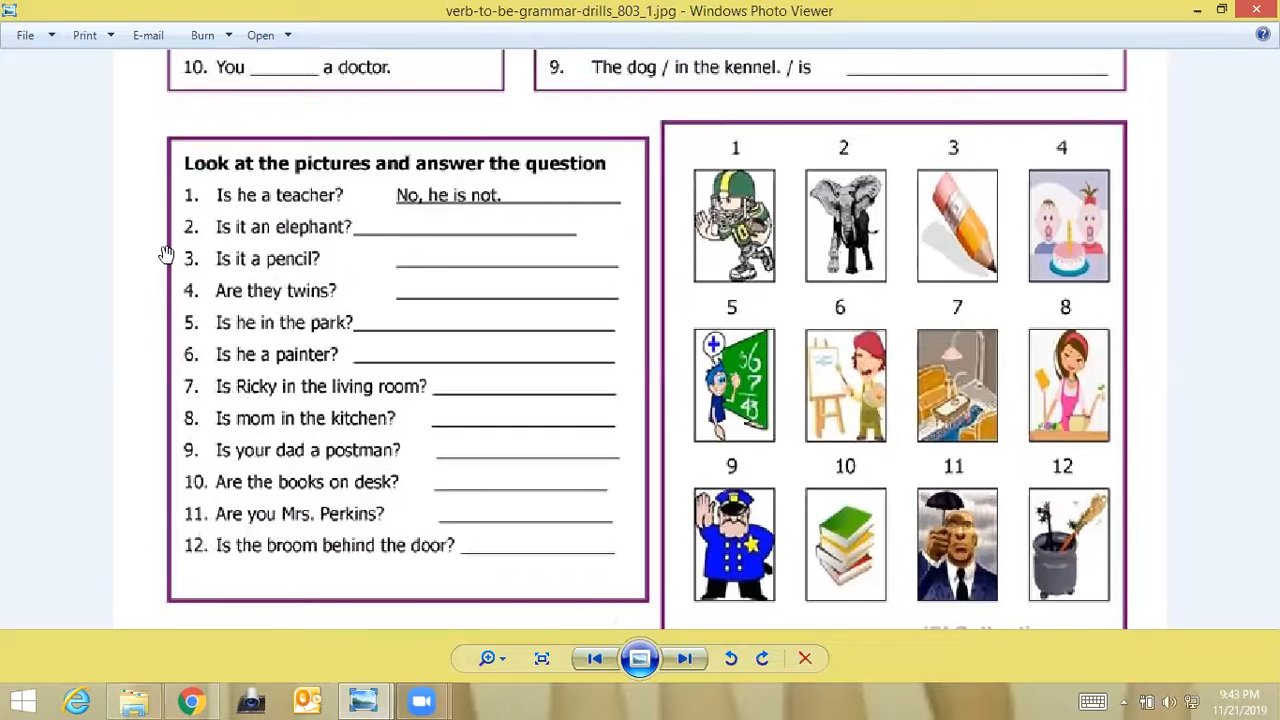 verb-to-be-grammar-drills_803_1.jpg - Windows Photo Viewer
File Print E-mail Burn Open
10. You ______ a doctor.
9. The dog / in the kennel. / is ______________________
Look at the pictures and answer the question
1. Is he a teacher? No, he is not.
2. Is it an elephant?
3. Is it a pencil?
4. Are they twins?
5. Is he in the park?
6. Is he a painter?
7. Is Ricky in the living room?
8. Is mom in the kitchen?
9. Is your dad a postman?
10. Are the books on desk?
11. Are you Mrs. Perkins?
12. Is the broom behind the door?
1 2 3 4
5 6 7 8
9 10 11 12
9:43 PM
11/21/2019